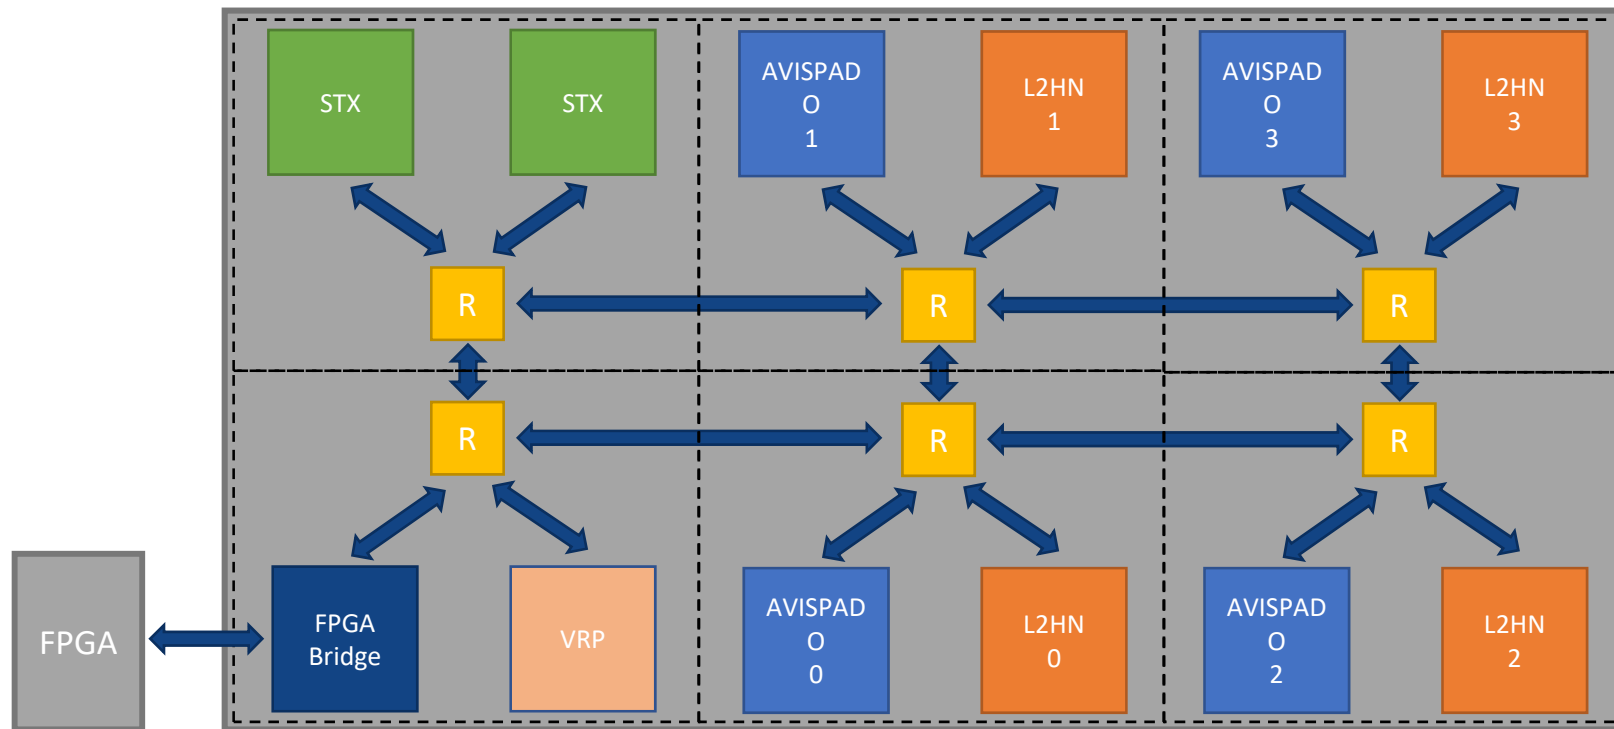 STX
STX
AVISPAD
O
1
L2HN
1
AVISPAD
O
3
L2HN
3
R
R
R
R
R
R
FPGA
FPGA
Bridge
VRP
AVISPAD
O
0
L2HN
0
AVISPAD
O
2
L2HN
2